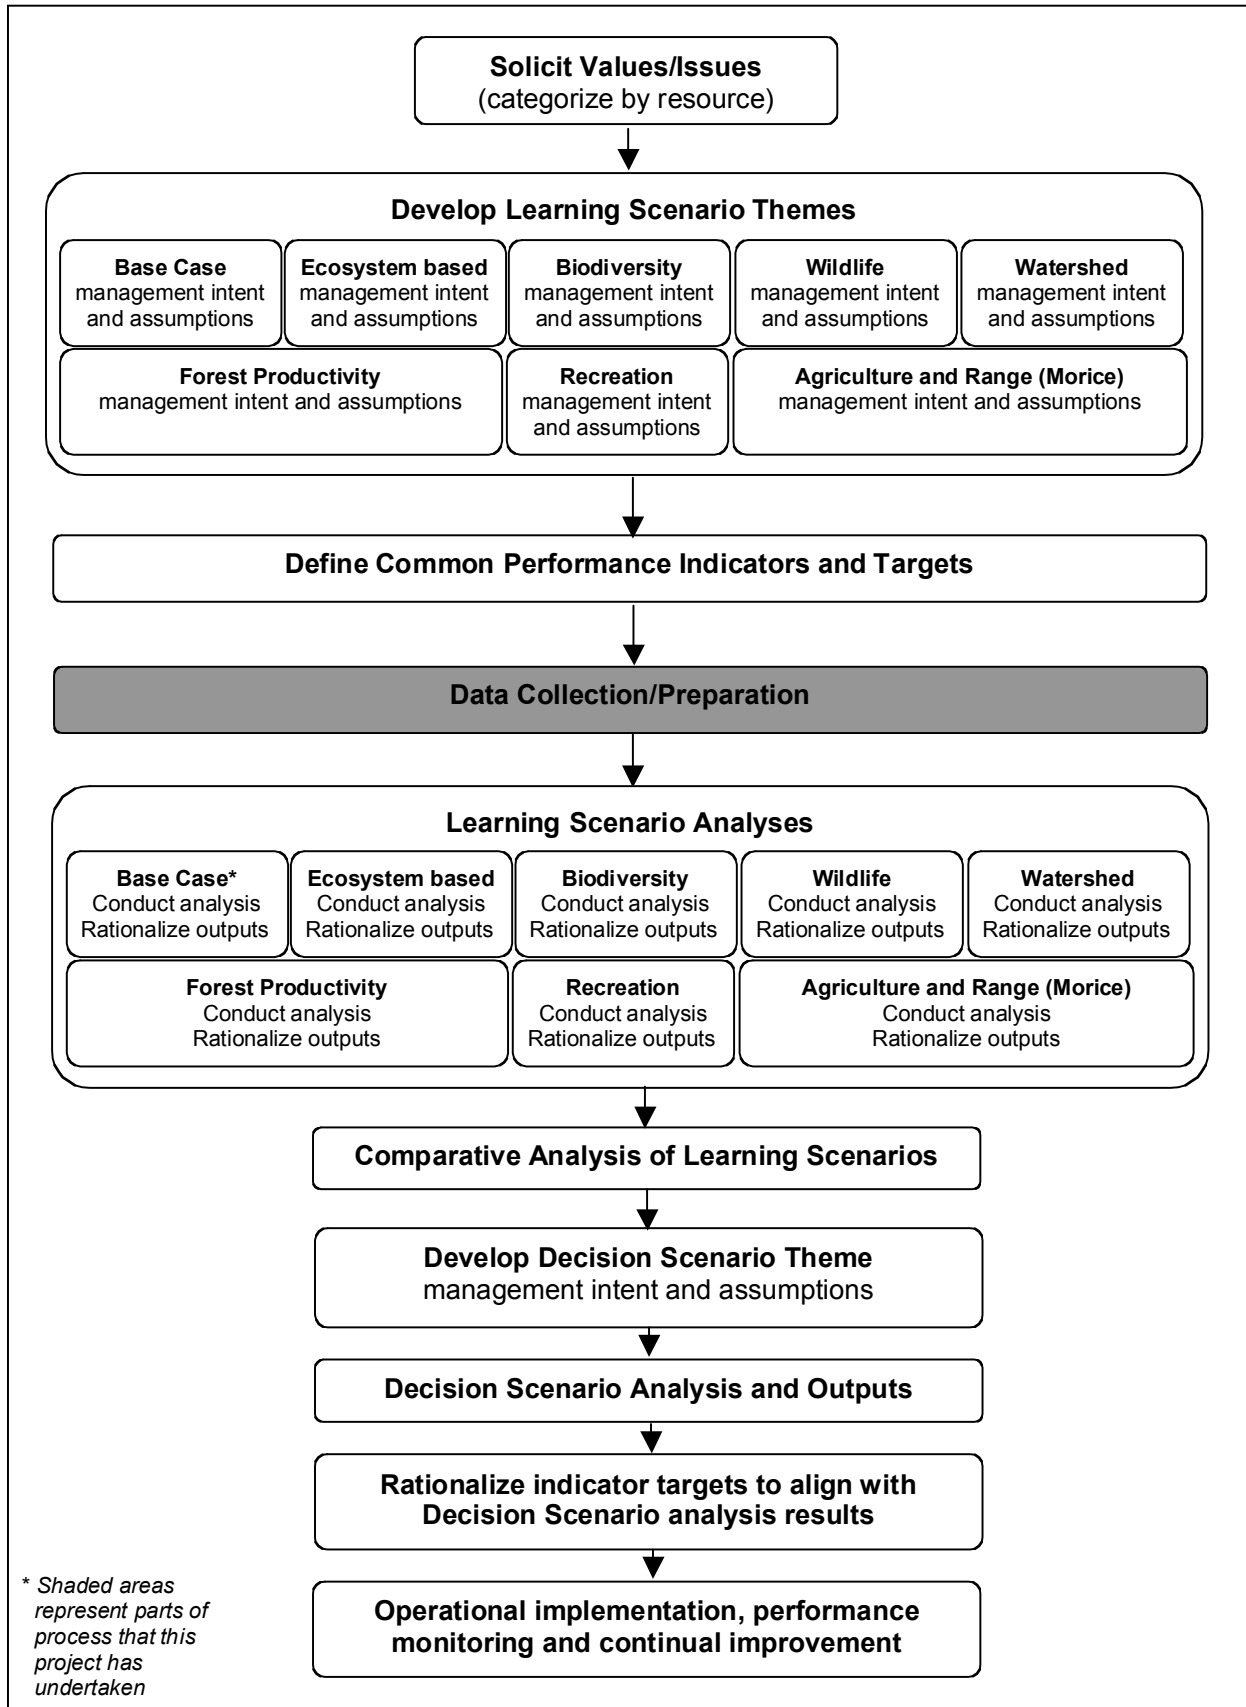 Solicit Values/Issues
(categorize by resource)
Develop Learning Scenario Themes
Base Case
management intent
and assumptions
Ecosystem based
management intent
and assumptions
Biodiversity
management intent
and assumptions
Wildlife
management intent
and assumptions
Watershed
management intent
and assumptions
Forest Productivity
management intent and assumptions
Recreation
management intent
and assumptions
Agriculture and Range (Morice)
management intent and assumptions
Define Common Performance Indicators and Targets
Data Collection/Preparation
Learning Scenario Analyses
Base Case*
Conduct analysis
Rationalize outputs
Ecosystem based
Conduct analysis
Rationalize outputs
Biodiversity
Conduct analysis
Rationalize outputs
Wildlife
Conduct analysis
Rationalize outputs
Watershed
Conduct analysis
Rationalize outputs
Forest Productivity
Conduct analysis
Rationalize outputs
Recreation
Conduct analysis
Rationalize outputs
Agriculture and Range (Morice)
Conduct analysis
Rationalize outputs
Comparative Analysis of Learning Scenarios
Develop Decision Scenario Theme
management intent and assumptions
Decision Scenario Analysis and Outputs
Rationalize indicator targets to align with
Decision Scenario analysis results
Operational implementation, performance
monitoring and continual improvement
* Shaded areas
represent parts of
process that this
project has
undertaken